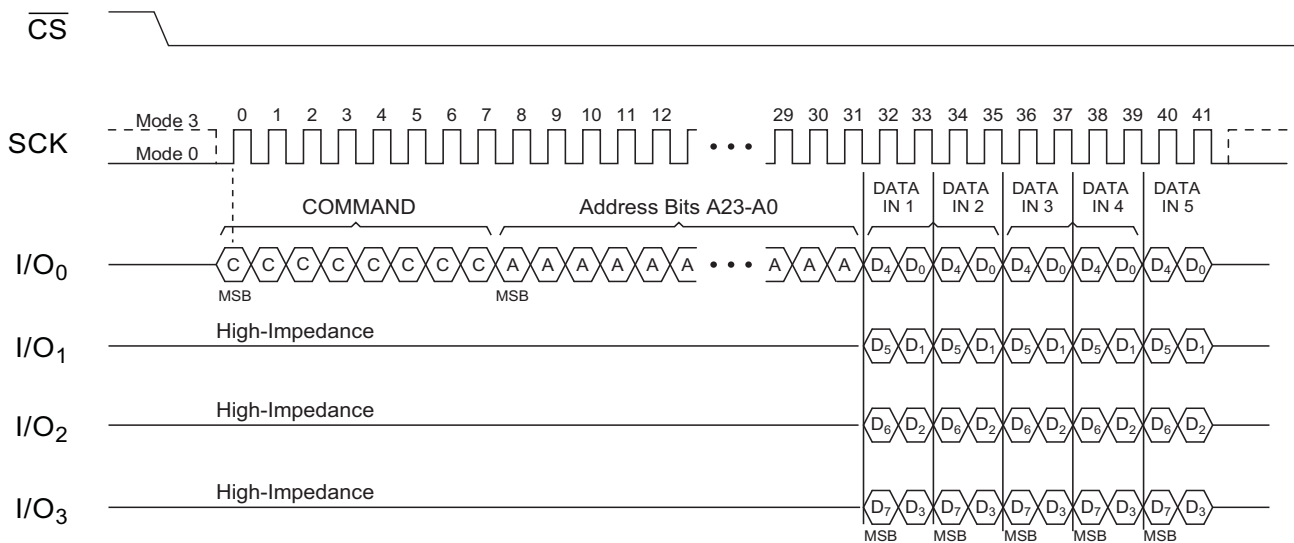 CS
Mode 3
0 1 2 3 4 5 6 7 8 9 10 11 12 29 30 31 32 33 34 35 36 37 38 39 40 41
SCK
Mode 0
COMMAND
Address Bits A23-A0
DATA IN 1
DATA IN 2
DATA IN 3
DATA IN 4
DATA IN 5
I/O0 C C C C C C C C A A A A A A • • • A A A D4 D0 D4 D0 D4 D0 D4 D0 D4 D0
MSB MSB
High-Impedance
I/O1 D5 D1 D5 D1 D5 D1 D5 D1 D5 D1
High-Impedance
I/O2 D6 D2 D6 D2 D6 D2 D6 D2 D6 D2
High-Impedance
I/O3 D7 D3 D7 D3 D7 D3 D7 D3 D7 D3
MSB MSB MSB MSB MSB